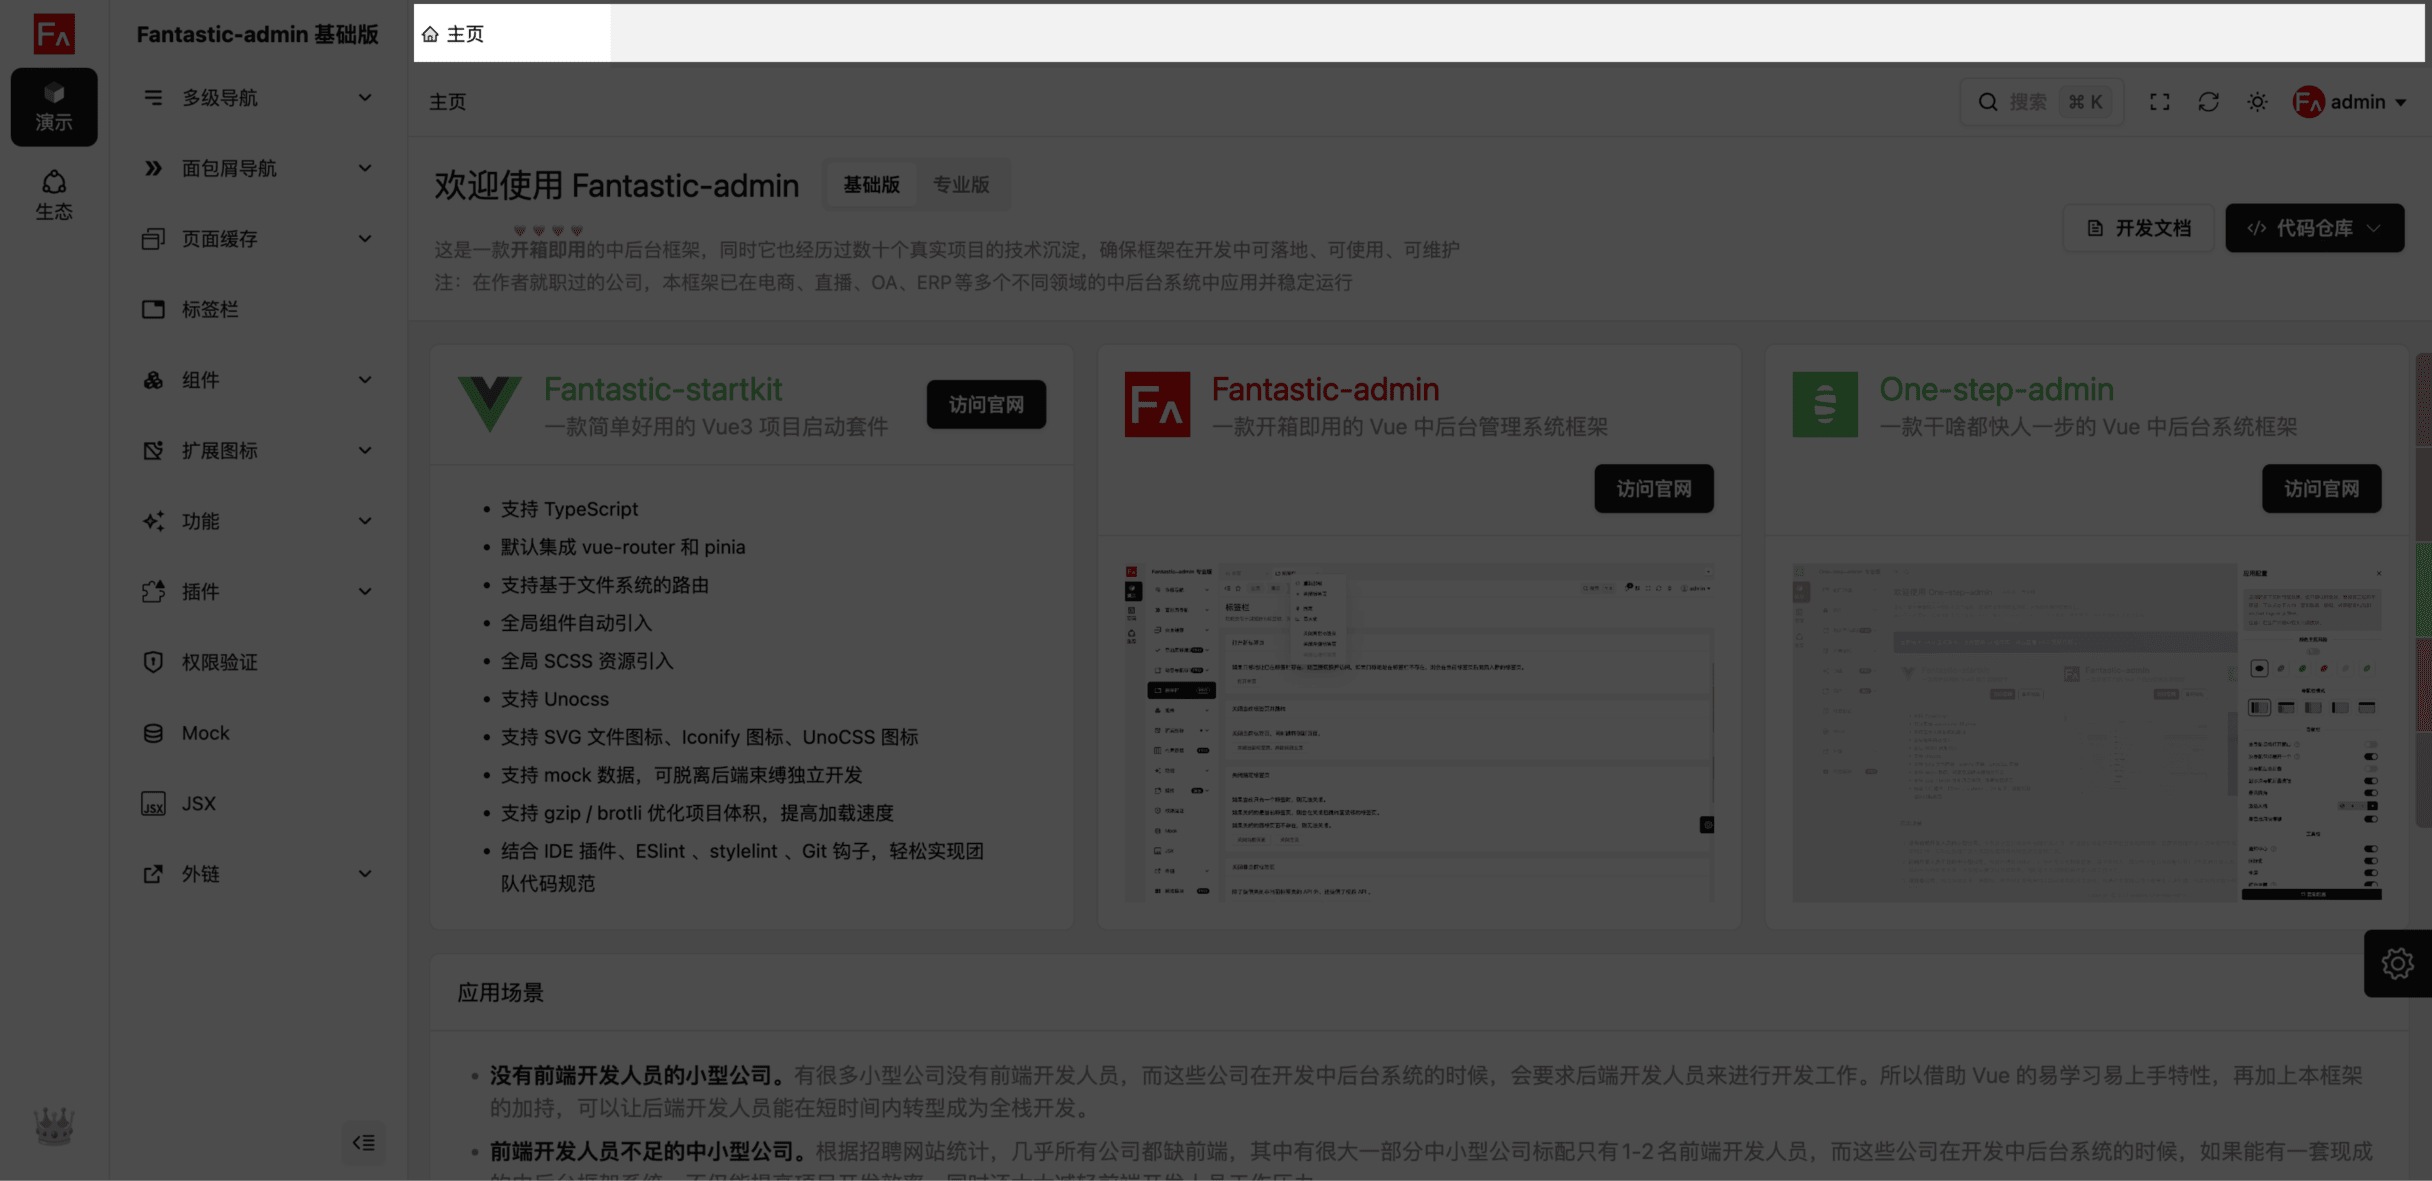 Fantastic-admin 基础版
主页
演示
生态
多级导航
面包屑导航
页面缓存
标签栏
组件
扩展图标
功能
插件
权限验证
Mock
JSX
外链
主页
搜索 ⌘ K
admin
欢迎使用 Fantastic-admin
基础版 专业版
这是一款开箱即用的中后台框架，同时它也经历过数十个真实项目的技术沉淀，确保框架在开发中可落地、可使用、可维护
注：在作者就职过的公司，本框架已在电商、直播、OA、ERP等多个不同领域的中后台系统中应用并稳定运行
开发文档
代码仓库
Fantastic-startkit
一款简单好用的 Vue3 项目启动套件
访问官网
支持 TypeScript
默认集成 vue-router 和 pinia
支持基于文件系统的路由
全局组件自动引入
全局 SCSS 资源引入
支持 Unocss
支持 SVG 文件图标、Iconify 图标、UnoCSS 图标
支持 mock 数据，可脱离后端束缚独立开发
支持 gzip / brotli 优化项目体积，提高加载速度
结合 IDE 插件、ESlint 、stylelint 、Git 钩子，轻松实现团
队代码规范
Fantastic-admin
一款开箱即用的 Vue 中后台管理系统框架
访问官网
One-step-admin
一款干啥都快人一步的 Vue 中后台系统框架
访问官网
应用场景
没有前端开发人员的小型公司。有很多小型公司没有前端开发人员，而这些公司在开发中后台系统的时候，会要求后端开发人员来进行开发工作。所以借助 Vue 的易学习易上手特性，再加上本框架
的加持，可以让后端开发人员能在短时间内转型成为全栈开发。
前端开发人员不足的中小型公司。根据招聘网站统计，几乎所有公司都缺前端，其中有很大一部分中小型公司标配只有1-2名前端开发人员，而这些公司在开发中后台系统的时候，如果能有一套现成